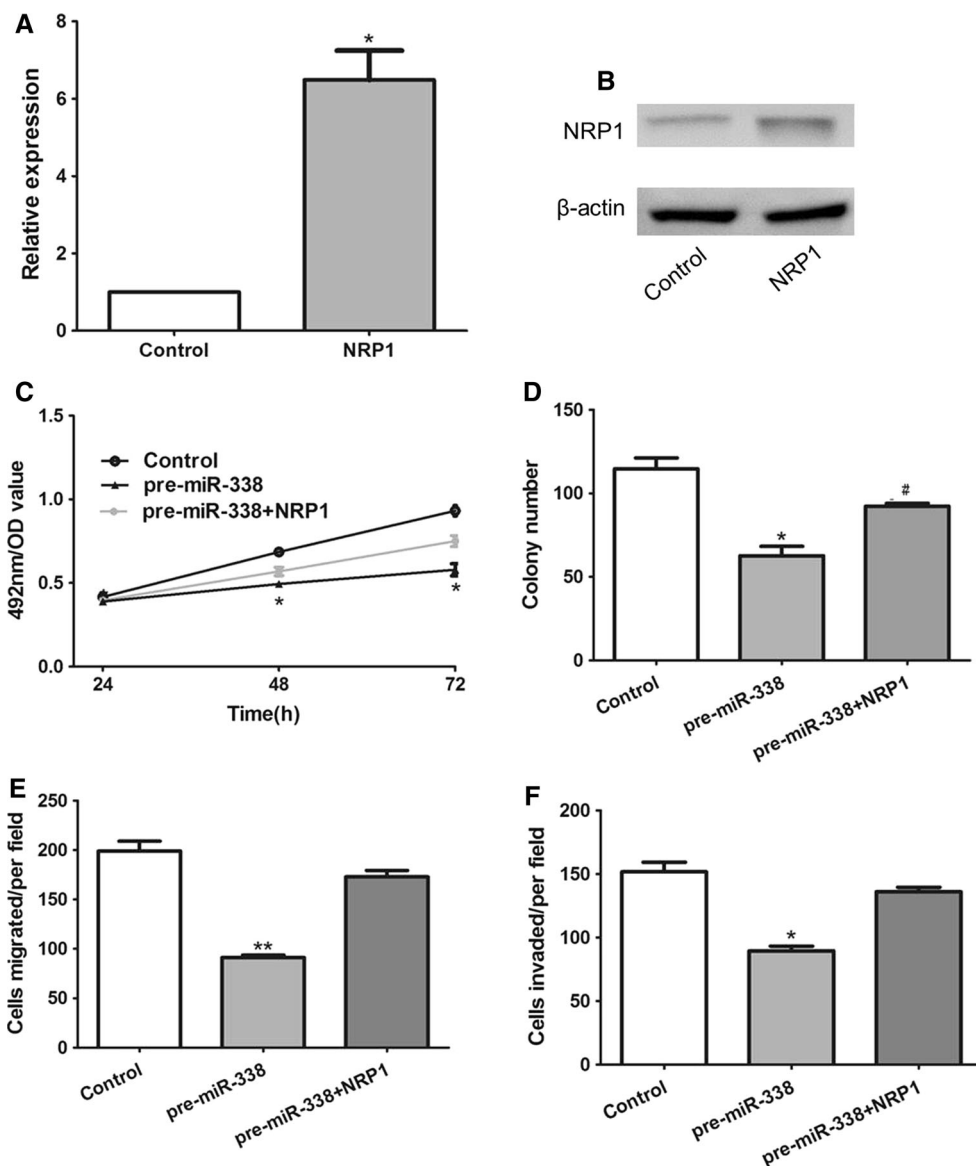 A
Relative expression
8
6
4
2
0
*
Control
NRP1
B
NRP1
β-actin
Control
NRP1
C
492nm/OD value
1.5
1.0
0.5
0.0
Control
pre-miR-338
pre-miR-338+NRP1
*
*
24
48
72
Time(h)
D
Colony number
150
100
50
0
*
#
Control
pre-miR-338
pre-miR-338+NRP1
E
Cells migrated/per field
250
200
150
100
50
0
**
Control
pre-miR-338
pre-miR-338+NRP1
F
Cells invaded/per field
200
150
100
50
0
*
Control
pre-miR-338
pre-miR-338+NRP1